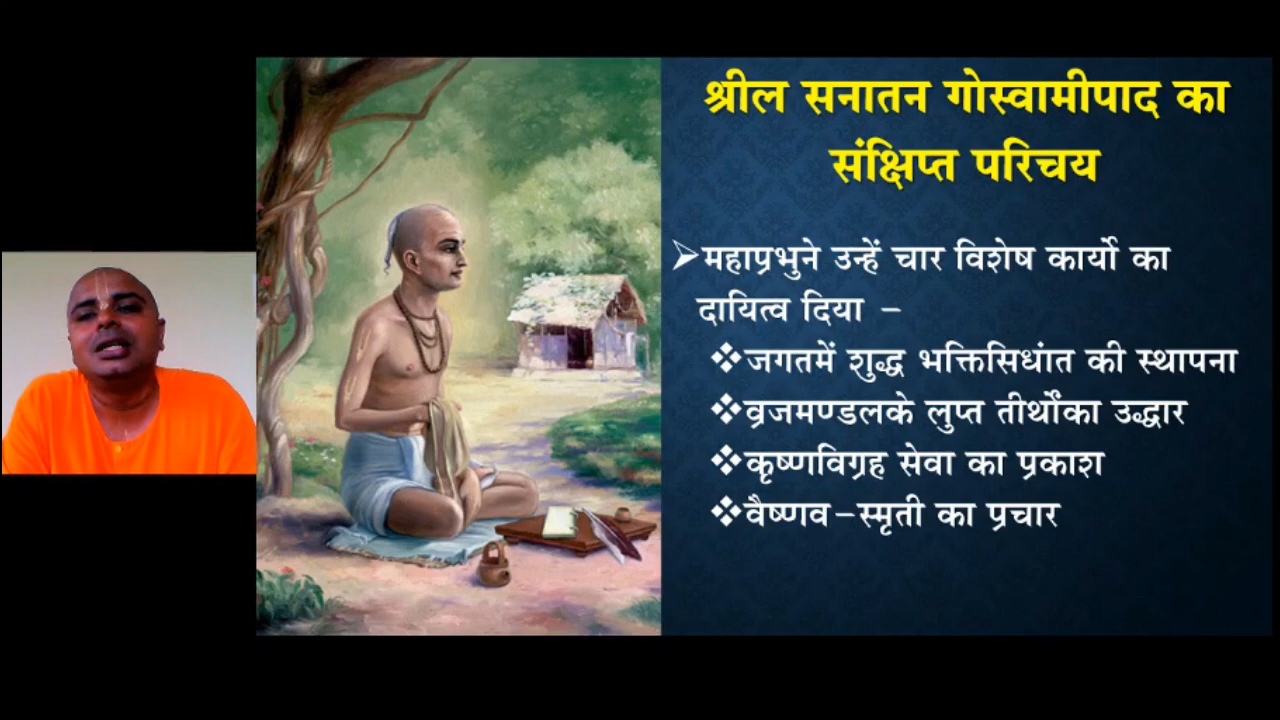 श्रील सनातन गोस्वामीपाद का
संक्षिप्त परिचय
➢महाप्रभुने उन्हें चार विशेष कार्यो का
दायित्व दिया –
❖जगतमें शुद्ध भक्तिसिधांत की स्थापना
❖व्रजमण्डलके लुप्त तीर्थोंका उद्धार
❖कृष्णविग्रह सेवा का प्रकाश
❖वैष्णव–स्मृती का प्रचार